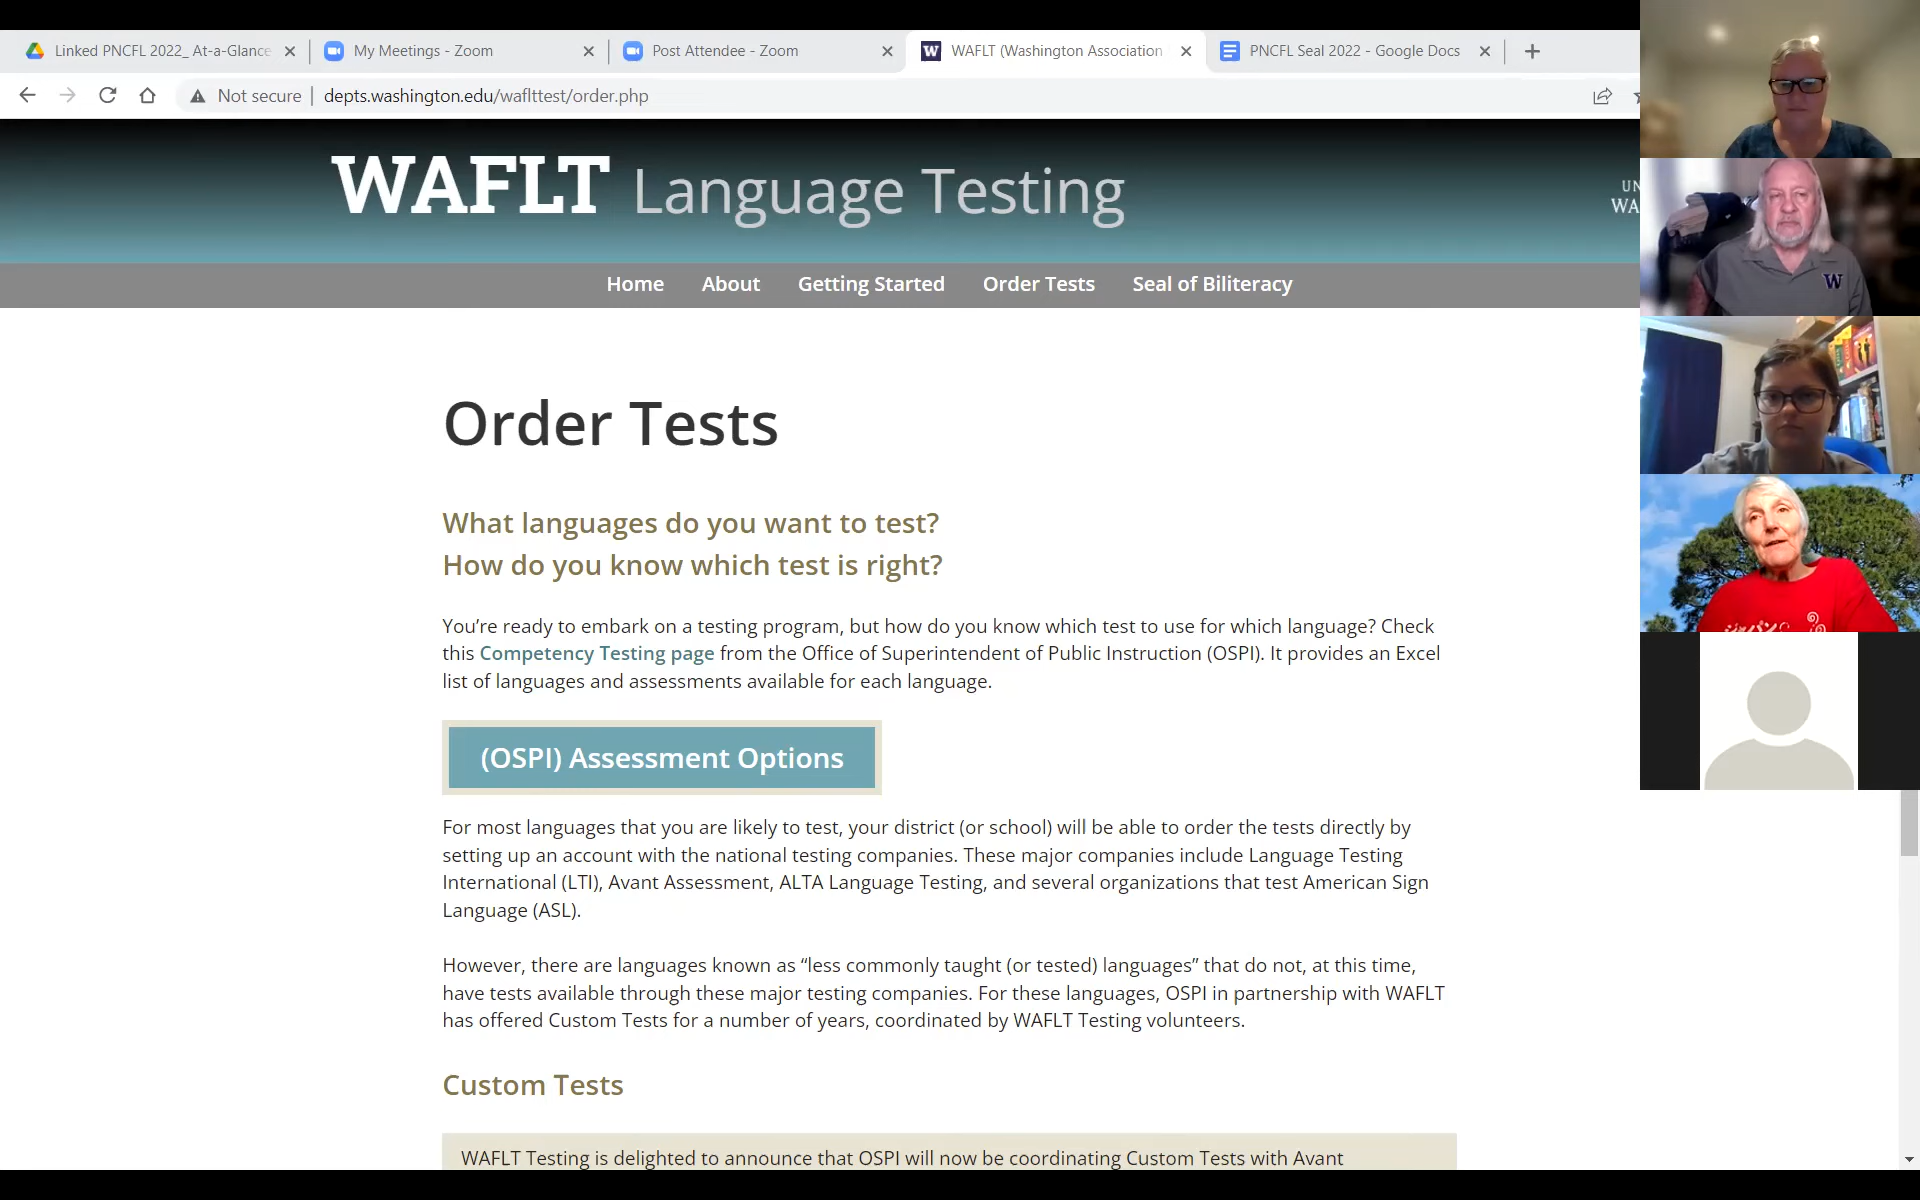 Linked PNCFL 2022_ At-a-Glance
My Meetings - Zoom
Post Attendee - Zoom
WAFLT (Washington Association
PNCFL Seal 2022 - Google Docs
Not secure
depts.washington.edu/waflttest/order.php
WAFLT Language Testing
UN
WA
Home
About
Getting Started
Order Tests
Seal of Biliteracy
W
Order Tests
What languages do you want to test?
How do you know which test is right?
You’re ready to embark on a testing program, but how do you know which test to use for which language? Check
this Competency Testing page from the Office of Superintendent of Public Instruction (OSPI). It provides an Excel
list of languages and assessments available for each language.
(OSPI) Assessment Options
For most languages that you are likely to test, your district (or school) will be able to order the tests directly by
setting up an account with the national testing companies. These major companies include Language Testing
International (LTI), Avant Assessment, ALTA Language Testing, and several organizations that test American Sign
Language (ASL).
However, there are languages known as “less commonly taught (or tested) languages” that do not, at this time,
have tests available through these major testing companies. For these languages, OSPI in partnership with WAFLT
has offered Custom Tests for a number of years, coordinated by WAFLT Testing volunteers.
Custom Tests
WAFLT Testing is delighted to announce that OSPI will now be coordinating Custom Tests with Avant